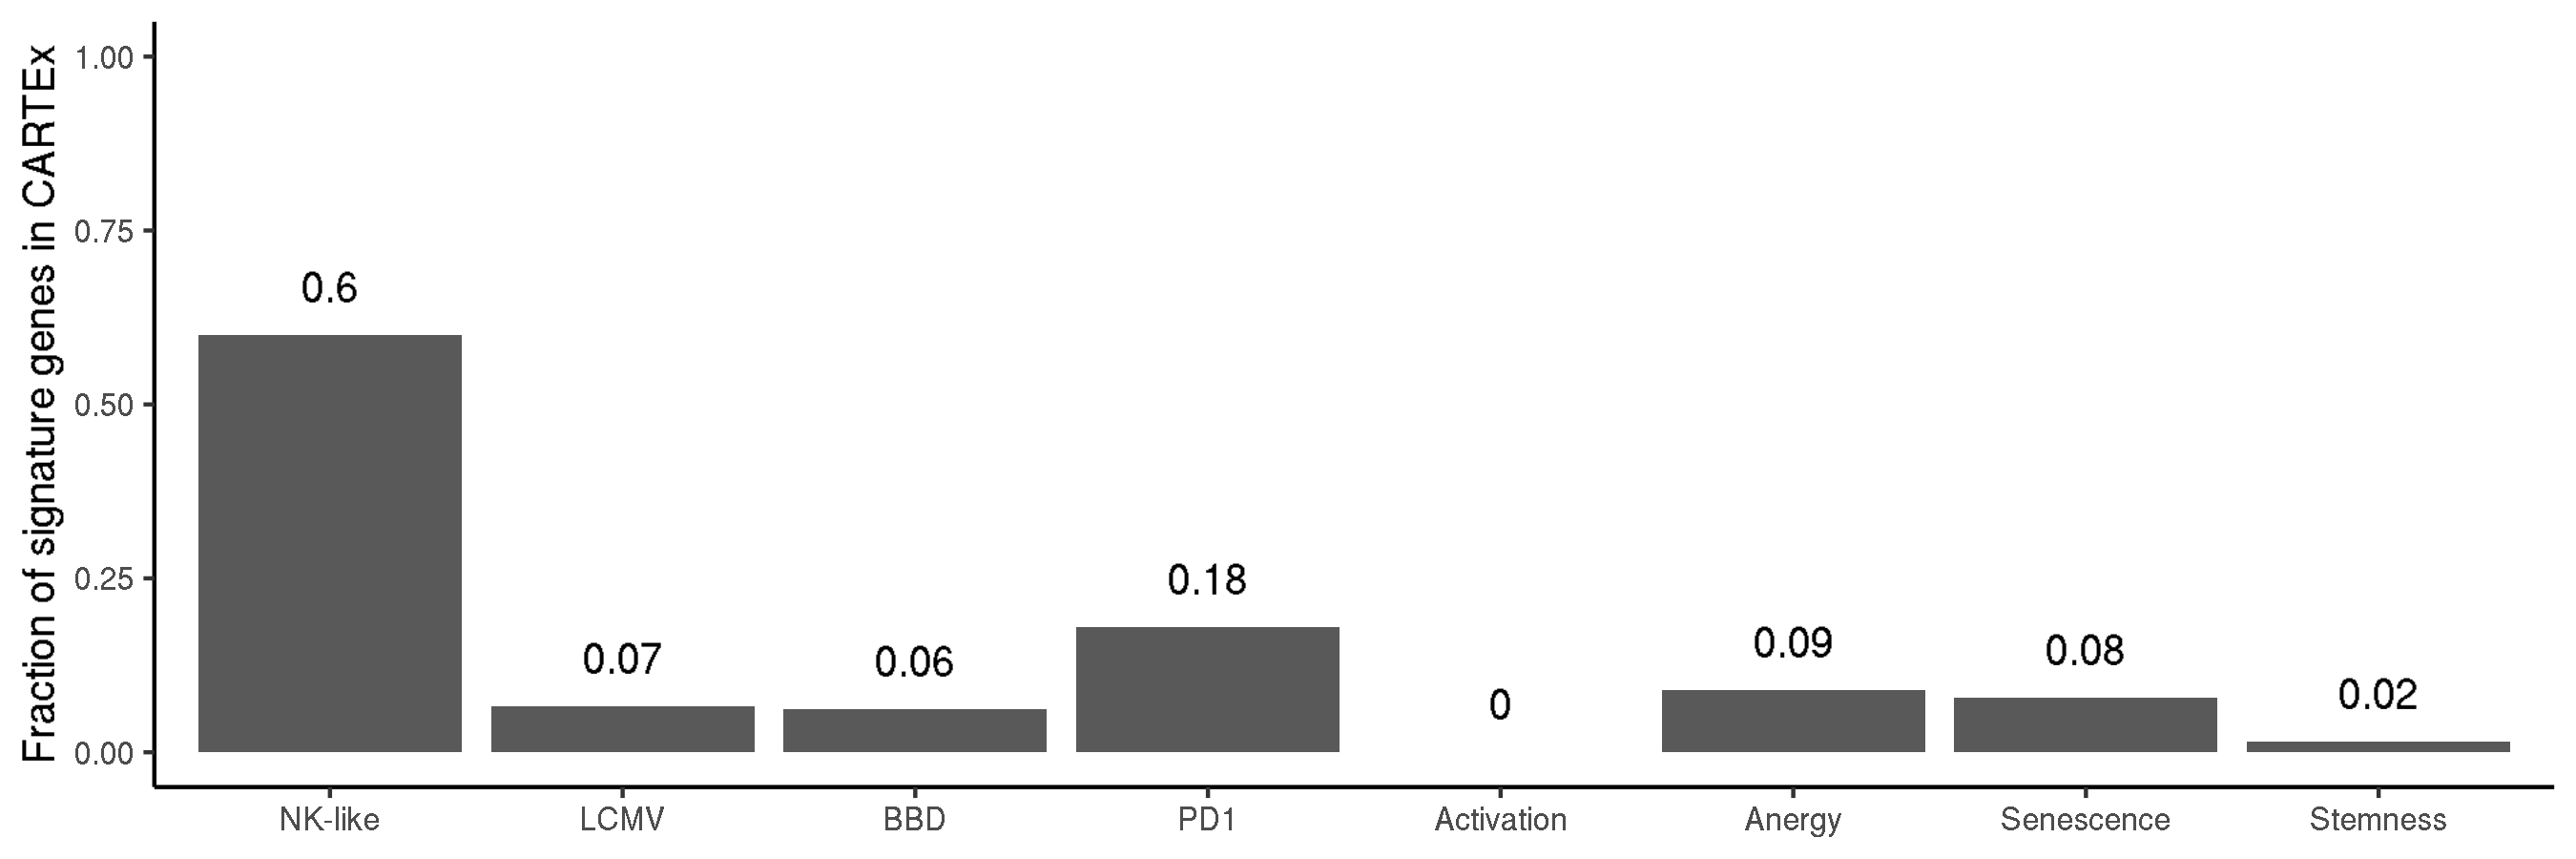 Fraction of signature genes in CARTEx
1.00
0.75
0.50
0.25
0.00
0.6
0.07
0.06
0.18
0
0.09
0.08
0.02
NK-like
LCMV
BBD
PD1
Activation
Anergy
Senescence
Stemness